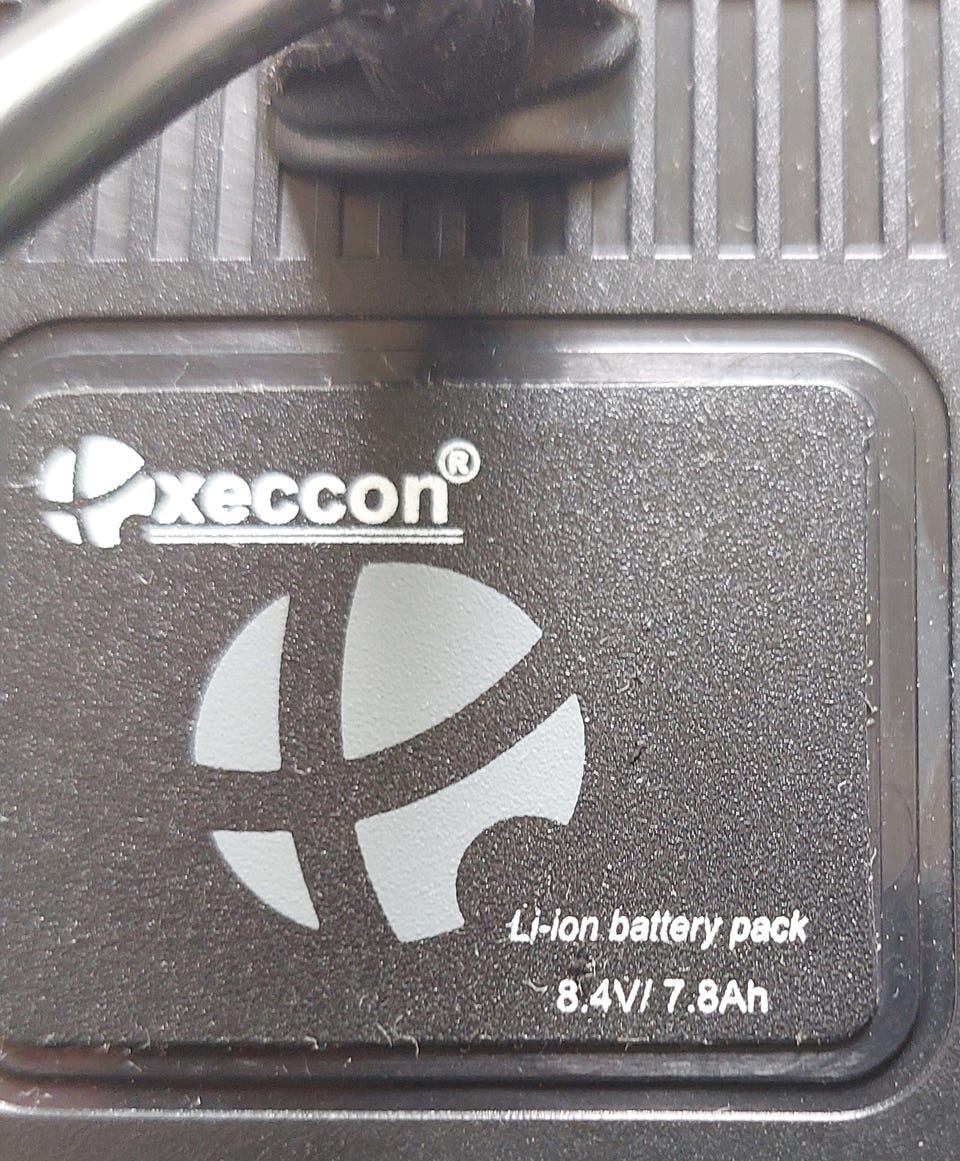 xeccon®
Li-ion battery pack
8.4V/ 7.8Ah